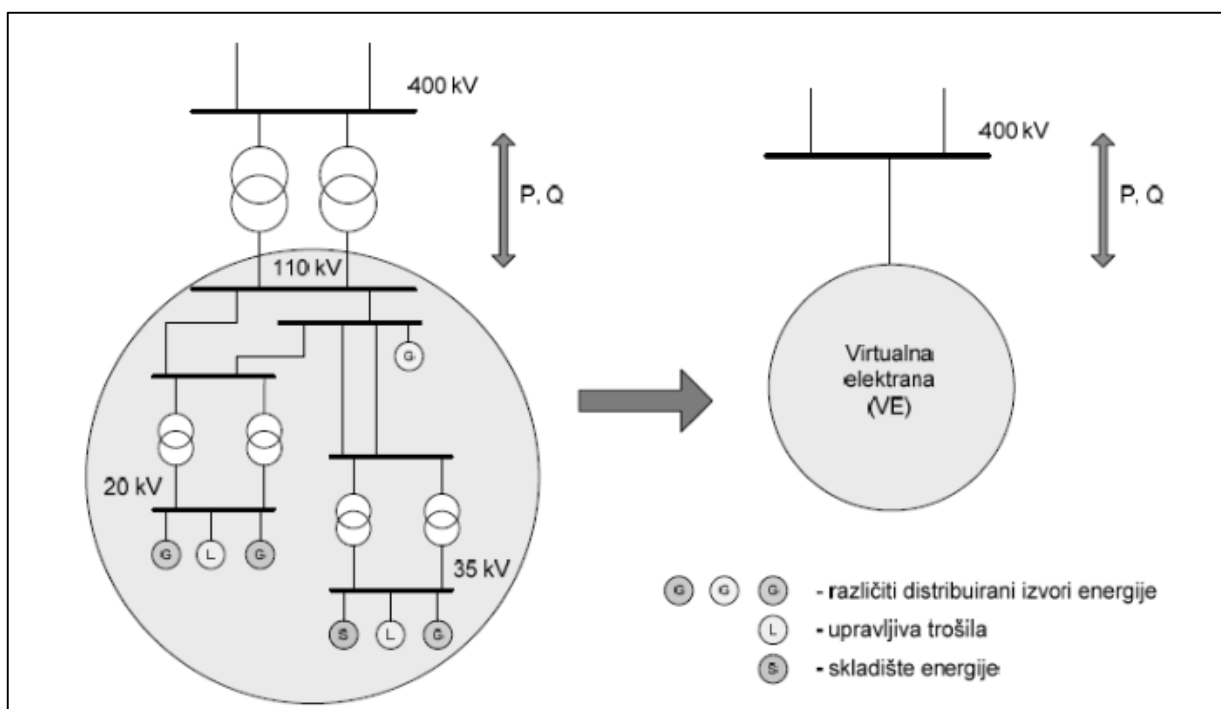 400 kV
P, Q
110 kV
G
20 kV
G L G
35 kV
S L G
400 kV
P, Q
Virtualna
elektrana
(VE)
G G G - različiti distribuirani izvori energije
L - upravljiva trošila
S - skladište energije